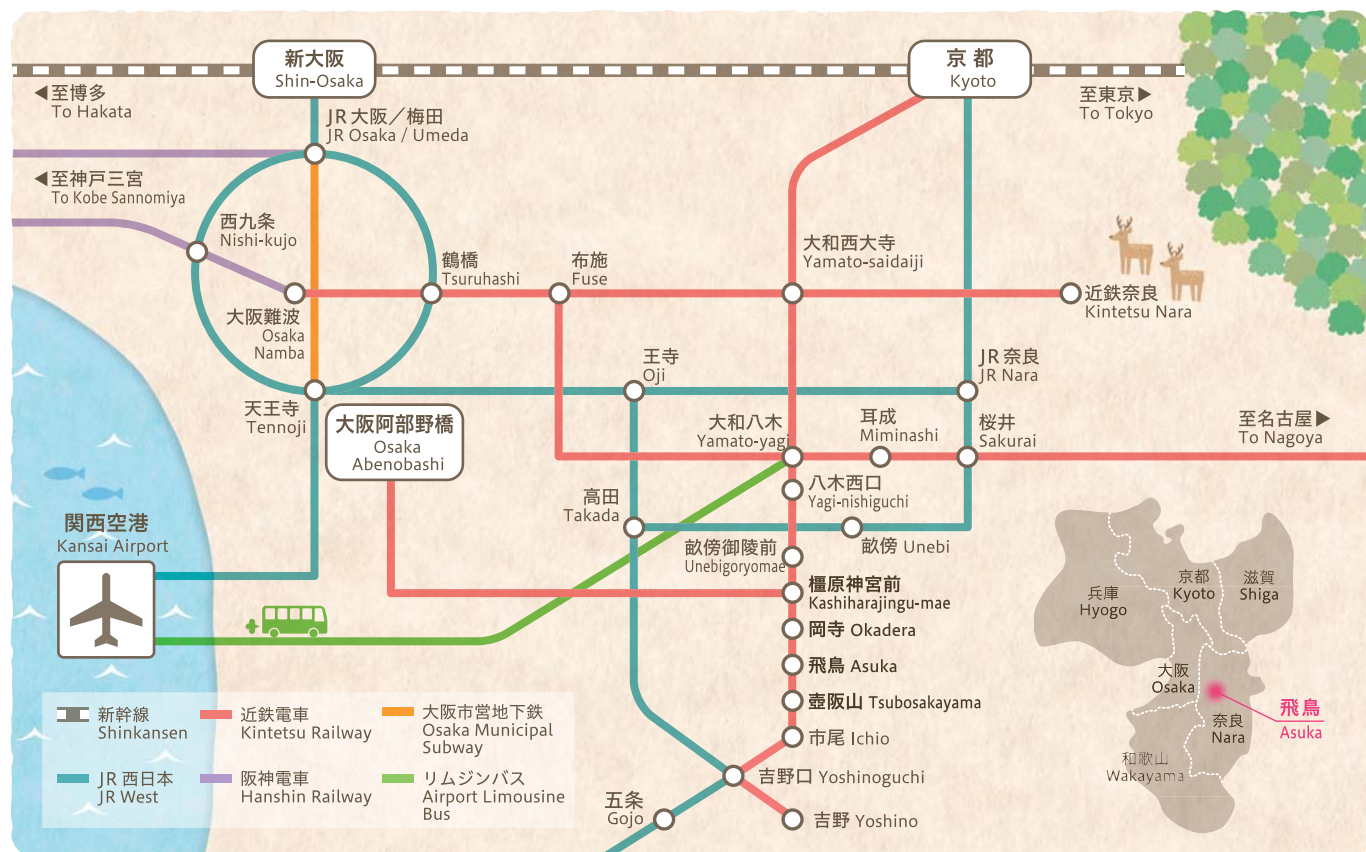 新大阪
Shin-Osaka
京都
Kyoto
◀至博多
To Hakata
至東京▶
To Tokyo
JR 大阪／梅田
JR Osaka / Umeda
◀至神戸三宮
To Kobe Sannomiya
西九条
Nishi-kujo
鶴橋
Tsuruhashi
布施
Fuse
大和西大寺
Yamato-saidaiji
近鉄奈良
Kintetsu Nara
大阪難波
Osaka
Namba
王寺
Oji
JR 奈良
JR Nara
天王寺
Tennoji
大阪阿部野橋
Osaka
Abenobashi
大和八木
Yamato-yagi
耳成
Miminashi
桜井
Sakurai
至名古屋▶
To Nagoya
八木西口
Yagi-nishiguchi
高田
Takada
畝傍 Unebi
畝傍御陵前
Unebigoryomae
関西空港
Kansai Airport
橿原神宮前
Kashiharajingu-mae
岡寺 Okadera
飛鳥 Asuka
壺阪山 Tsubosakayama
市尾 Ichio
吉野口 Yoshinoguchi
五条
Gojo
吉野 Yoshino
新幹線
Shinkansen
近鉄電車
Kintetsu Railway
大阪市営地下鉄
Osaka Municipal
Subway
JR 西日本
JR West
阪神電車
Hanshin Railway
リムジンバス
Airport Limousine
Bus
兵庫
Hyogo
京都
Kyoto
滋賀
Shiga
大阪
Osaka
奈良
Nara
和歌山
Wakayama
飛鳥
Asuka